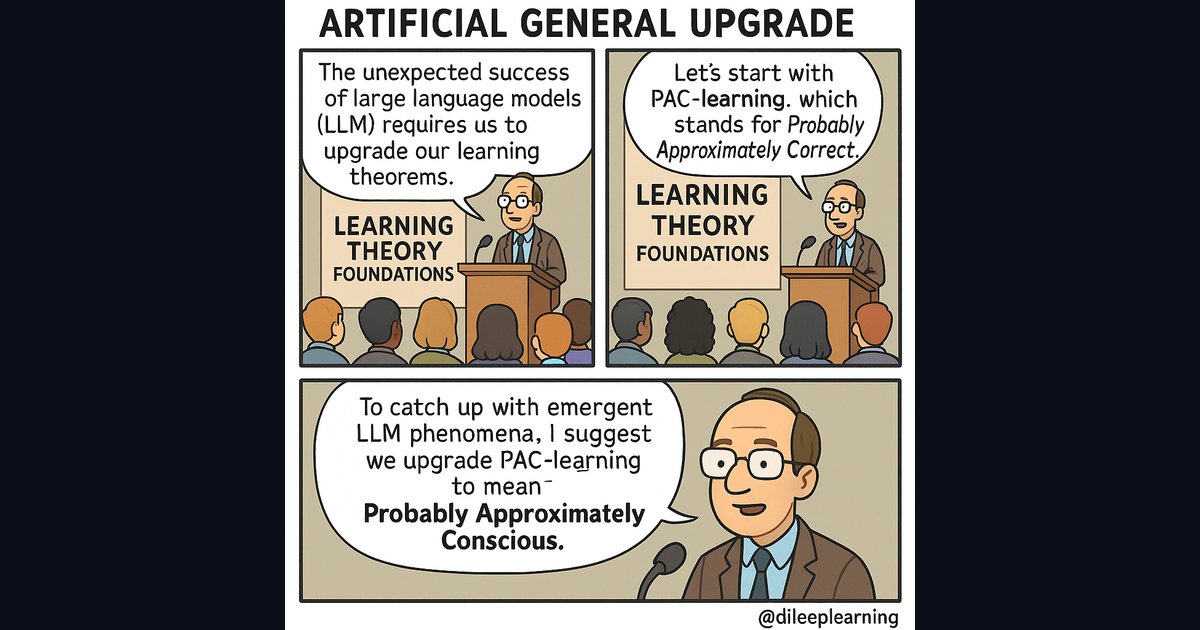 ARTIFICIAL GENERAL UPGRADE
The unexpected success
of large language models
(LLM) requires us to
upgrade our learning
theorems.
LEARNING
THEORY
FOUNDATIONS
Let's start with
PAC-learning. which
stands for Probably
Approximately Correct.
LEARNING
THEORY
FOUNDATIONS
To catch up with emergent
LLM phenomena, I suggest
we upgrade PAC-learning
to mean-
Probably Approximately
Conscious.
@dileeplearning